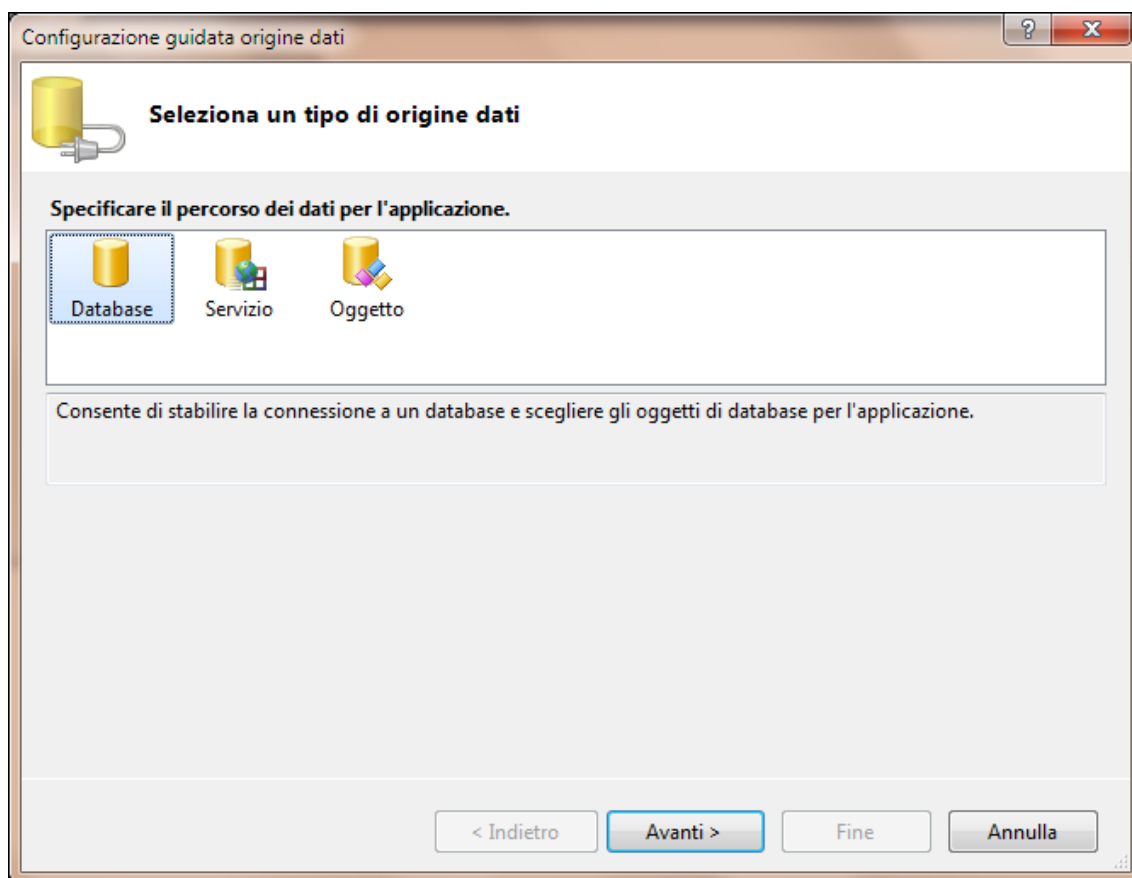 Configurazione guidata origine dati
Seleziona un tipo di origine dati
Specificare il percorso dei dati per l'applicazione.
Database Servizio Oggetto
Consente di stabilire la connessione a un database e scegliere gli oggetti di database per l'applicazione.
< Indietro Avanti > Fine Annulla